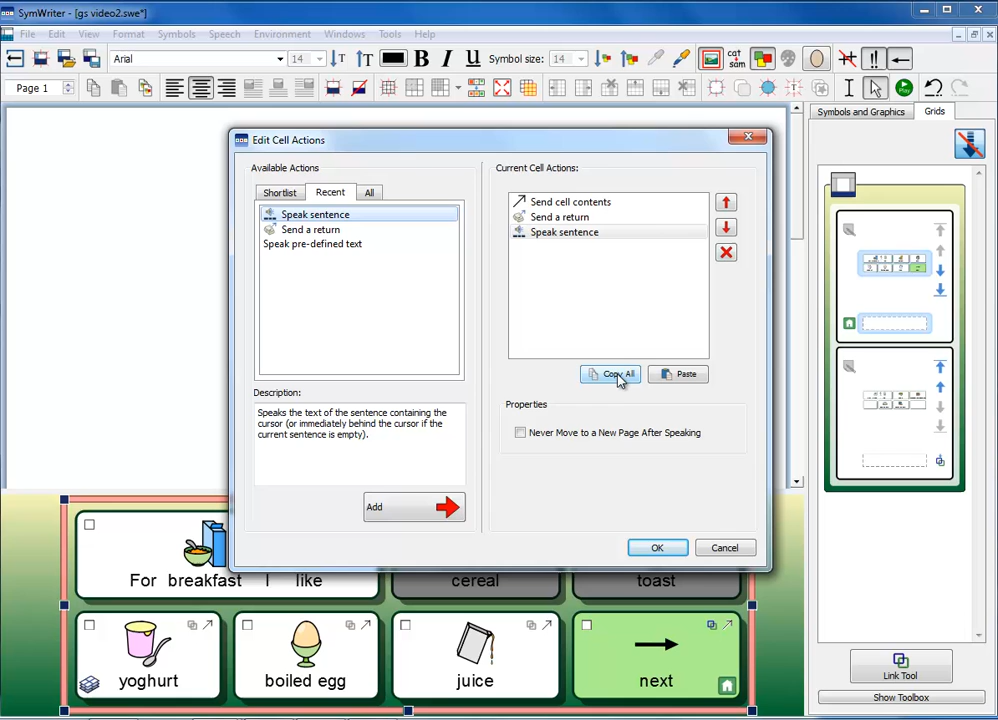 SymWriter - [gs video2.swe*]
File Edit View Format Symbols Speech Environment Windows Tools Help
Arial 14 T T B I U Symbol size: 14 cat sam
Page 1 Play
Symbols and Graphics Grids
Edit Cell Actions
Available Actions
Shortlist Recent All
Speak sentence
Send a return
Speak pre-defined text
Description:
Speaks the text of the sentence containing the
cursor (or immediately behind the cursor if the
current sentence is empty).
Add
Current Cell Actions:
Send cell contents
Send a return
Speak sentence
Copy All Paste
Properties
Never Move to a New Page After Speaking
OK Cancel
For breakfast I like cereal toast
yoghurt boiled egg juice next
Link Tool
Show Toolbox